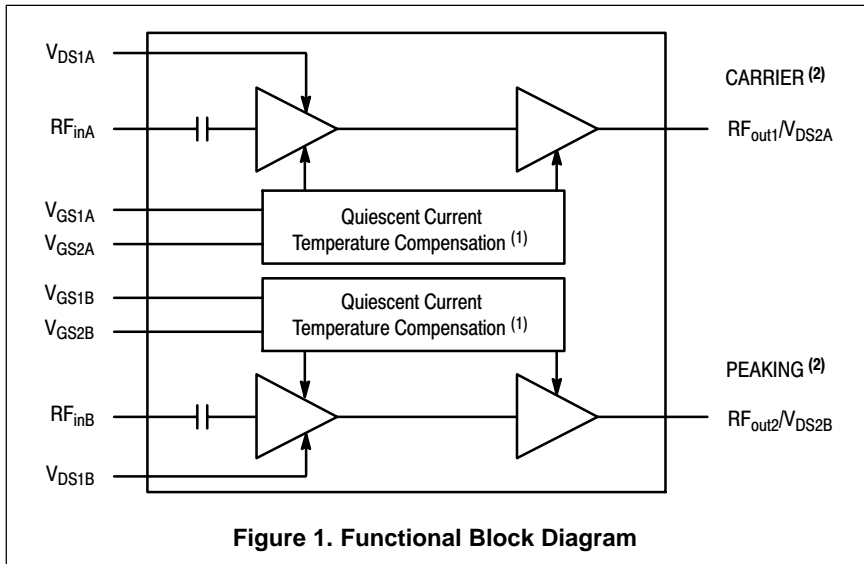 V_DS1A
CARRIER (2)
RF_inA
RF_out1/V_DS2A
V_GS1A
Quiescent Current
V_GS2A
Temperature Compensation (1)
V_GS1B
Quiescent Current
V_GS2B
Temperature Compensation (1)
PEAKING (2)
RF_inB
RF_out2/V_DS2B
V_DS1B
Figure 1. Functional Block Diagram